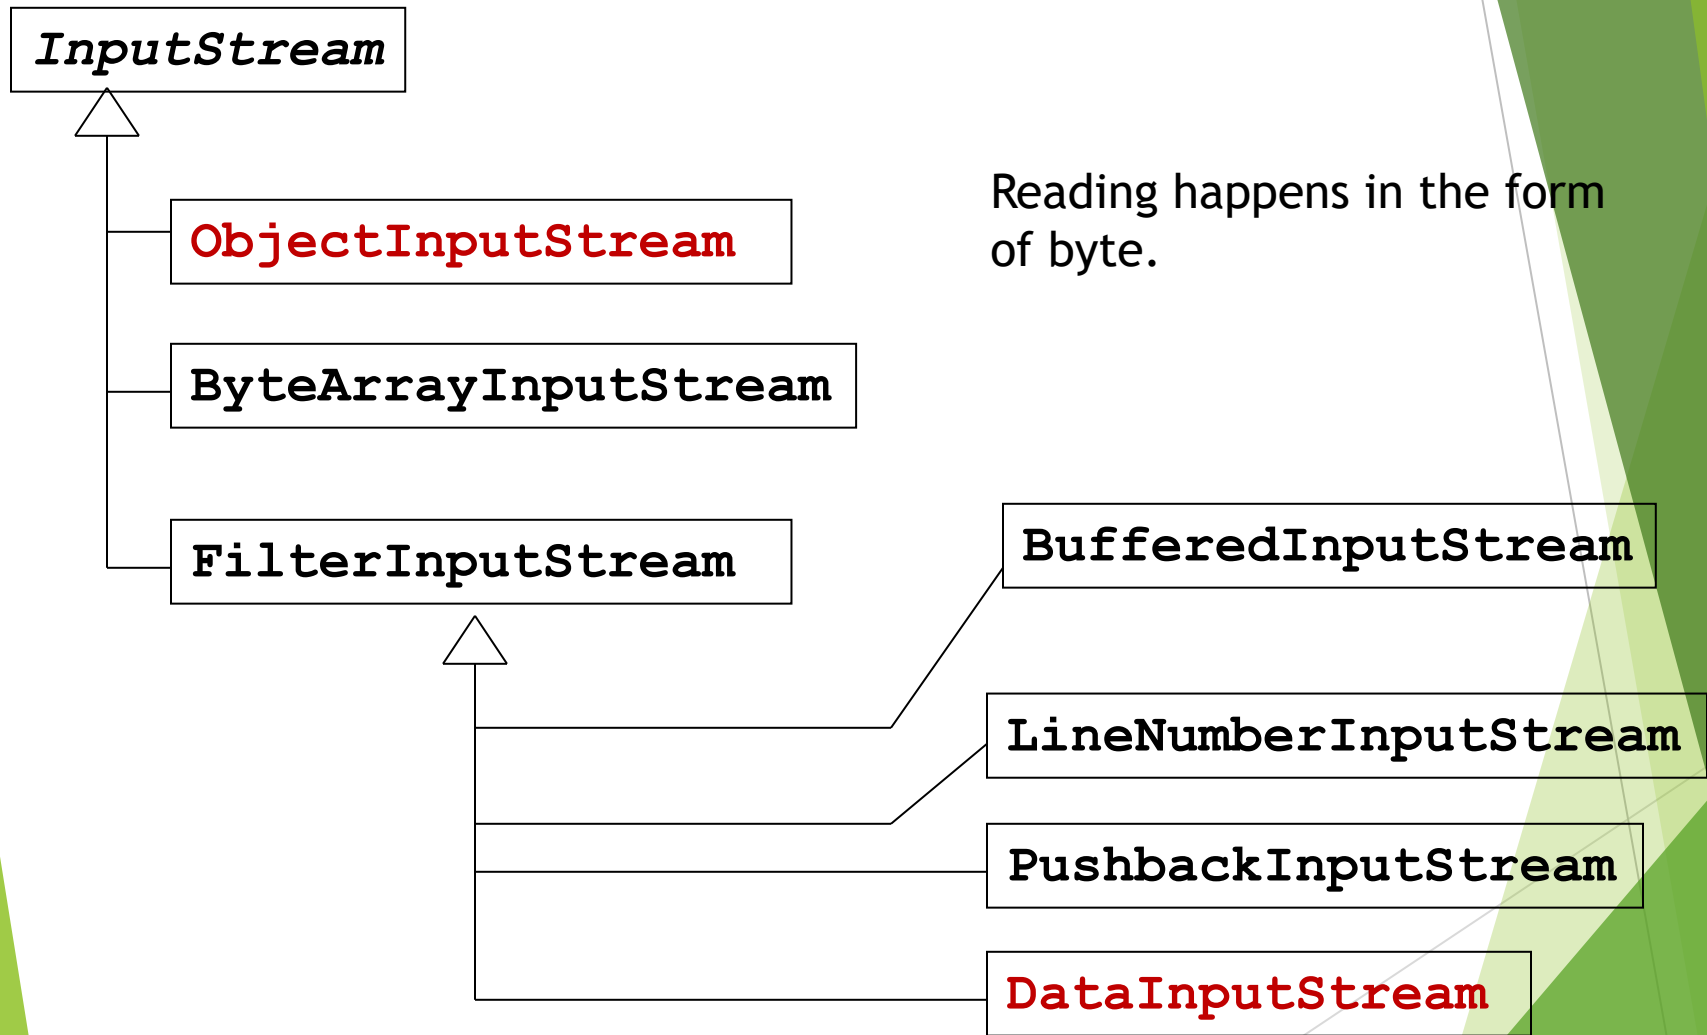 InputStream
Reading happens in the form
of byte.
ObjectInputStream
ByteArrayInputStream
FilterInputStream
BufferedInputStream
LineNumberInputStream
PushbackInputStream
DataInputStream